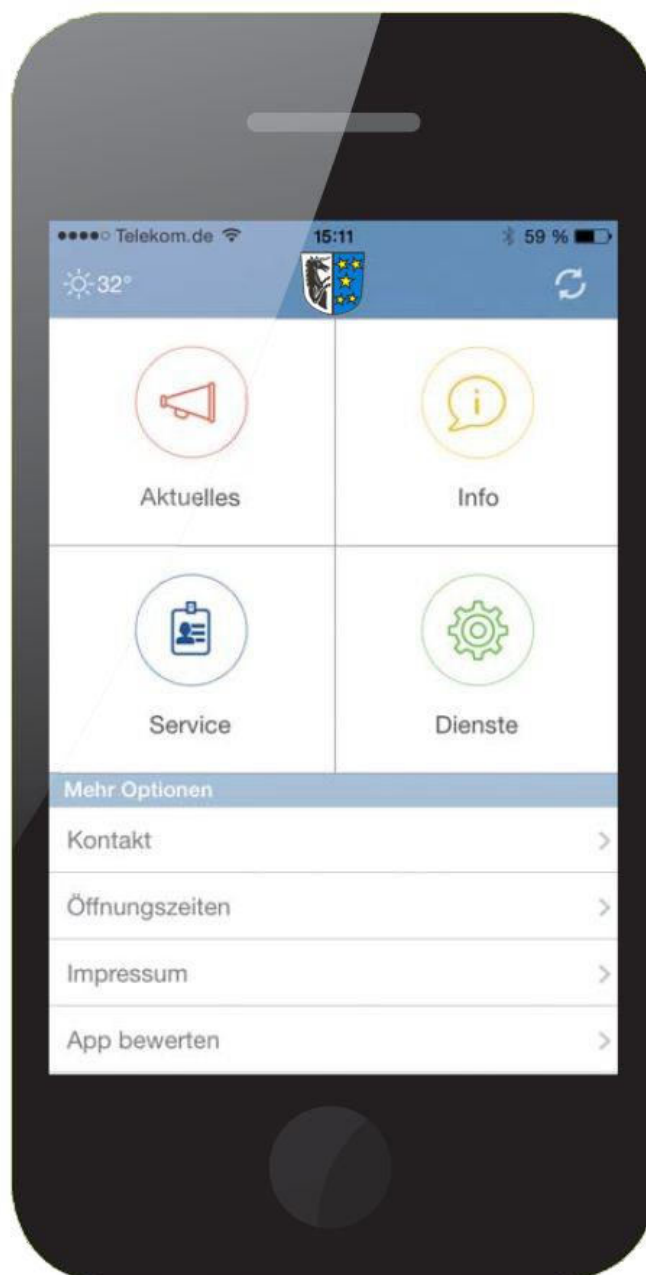 Telekom.de 15:11 59 %
32°
Aktuelles Info
Service Dienste
Mehr Optionen
Kontakt
Öffnungszeiten
Impressum
App bewerten